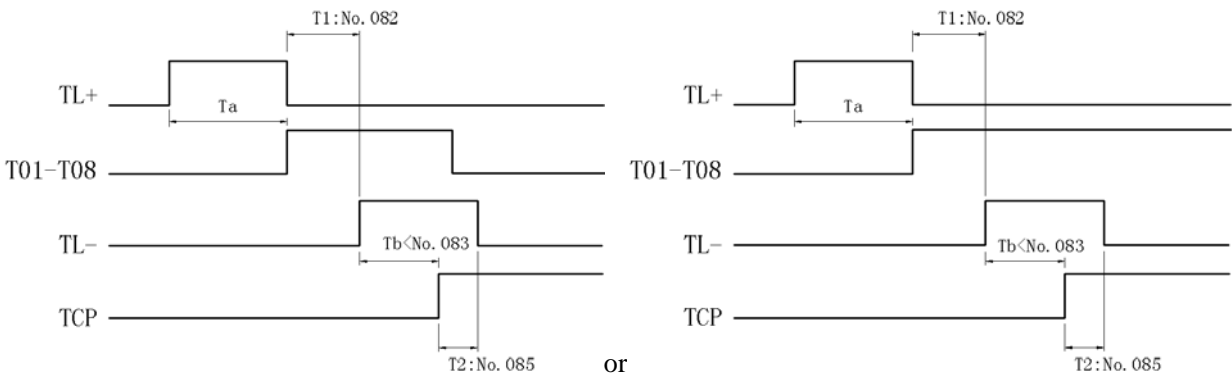 T1:No.082 T1:No.082
TL+ TL+
Ta Ta
T01-T08 T01-T08
TL- TL-
Tb<No.083 Tb<No.083
TCP TCP
T2:No.085 or T2:No.085